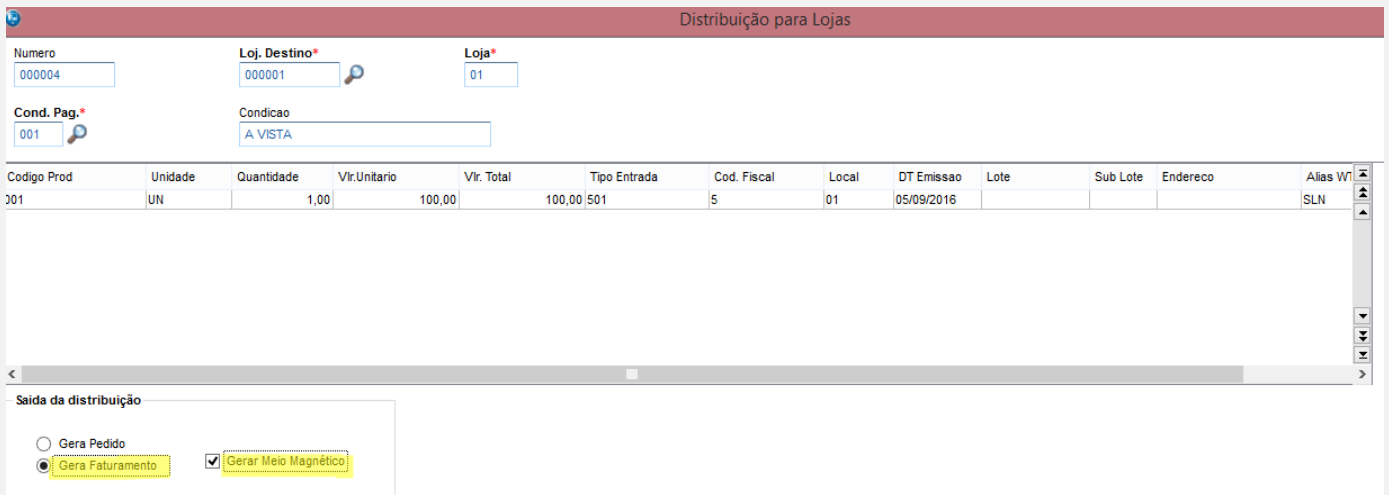 Distribuição para Lojas
Numero Loj. Destino* Loja*
000004 000001 01
Cond. Pag.* Condicao
001 A VISTA
Codigo Prod Unidade Quantidade Vlr.Unitario Vlr. Total Tipo Entrada Cod. Fiscal Local DT Emissao Lote Sub Lote Endereco Alias WT
001 UN 1,00 100,00 100,00 501 5 01 05/09/2016 SLN
Saida da distribuição
Gera Pedido
Gera Faturamento Gerar Meio Magnético